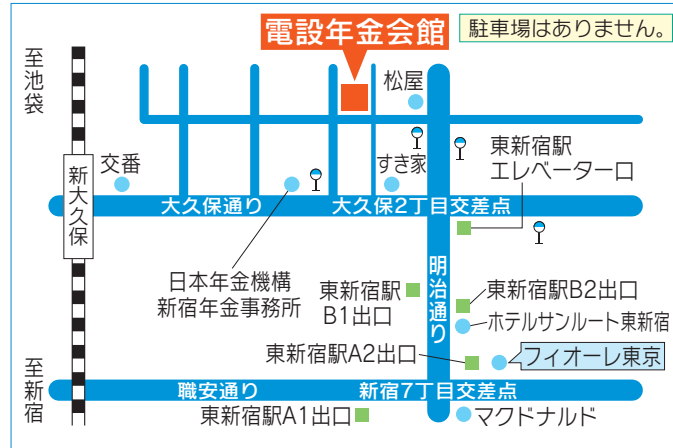 電設年金会館
駐車場はありません。
至池袋
松屋
新大久保
交番
すき家
東新宿駅
エレベーター口
大久保通り
大久保2丁目交差点
日本年金機構
新宿年金事務所
東新宿駅
B1出口
明治通り
東新宿駅B2出口
ホテルサンルート東新宿
東新宿駅A2出口
フィオーレ東京
至新宿
職安通り
新宿7丁目交差点
東新宿駅A1出口
マクドナルド